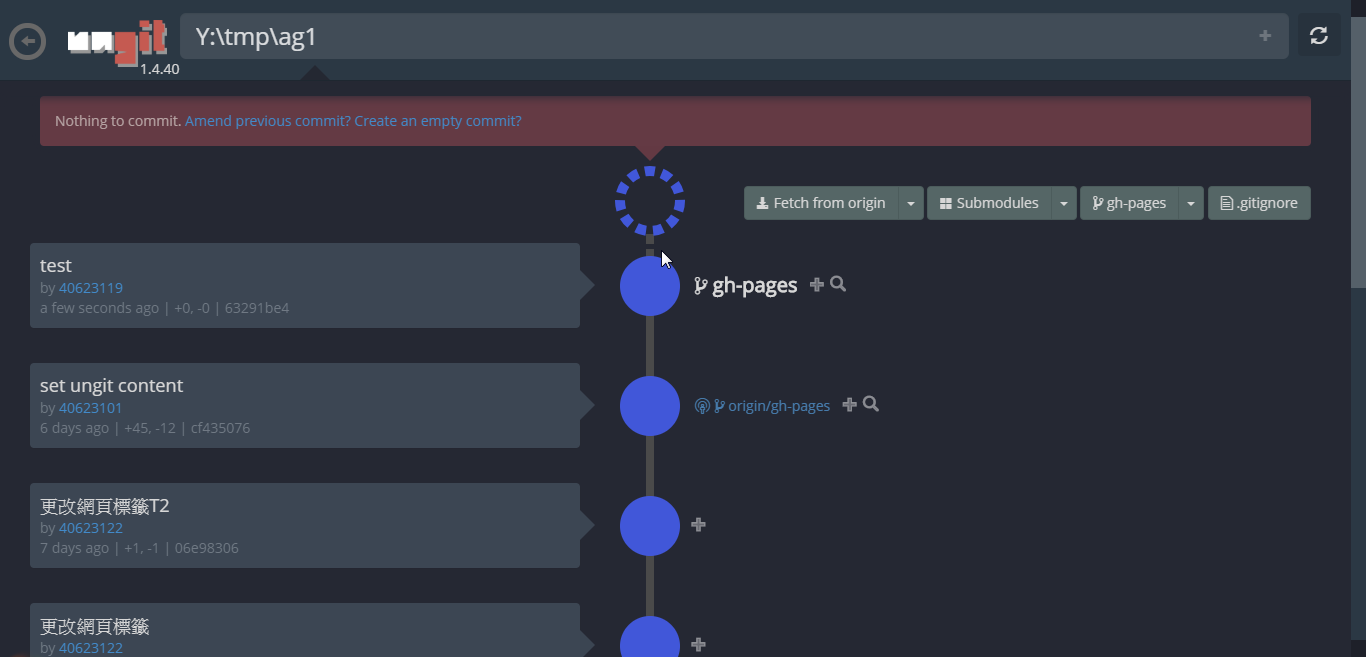 ungit
1.4.40
Y:\tmp\ag1
Nothing to commit. Amend previous commit? Create an empty commit?
Fetch from origin
Submodules
gh-pages
.gitignore
test
by 40623119
a few seconds ago | +0, -0 | 63291be4
gh-pages
set ungit content
by 40623101
6 days ago | +45, -12 | cf435076
origin/gh-pages
更改網頁標籤T2
by 40623122
7 days ago | +1, -1 | 06e98306
更改網頁標籤
by 40623122